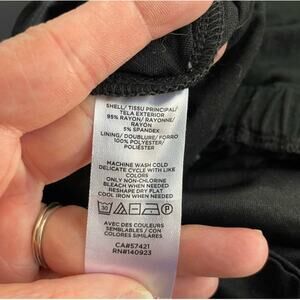 SHELL/ TISSU PRINCIPAL/
TELA EXTERIOR
95% RAYON/ RAYONNE/
RAYÓN
5% SPANDEX
LINING/ DOUBLURE/ FORRO
100% POLYESTER/
POLIÉSTER
MACHINE WASH COLD
DELICATE CYCLE WITH LIKE
COLORS
ONLY NON-CHLORINE
BLEACH WHEN NEEDED
RESHAPE DRY FLAT
COOL IRON WHEN NEEDED
30
P
AVEC DES COULEURS
SEMBLABLES / CON
COLORES SIMILARES
CA#57421
RN#140923